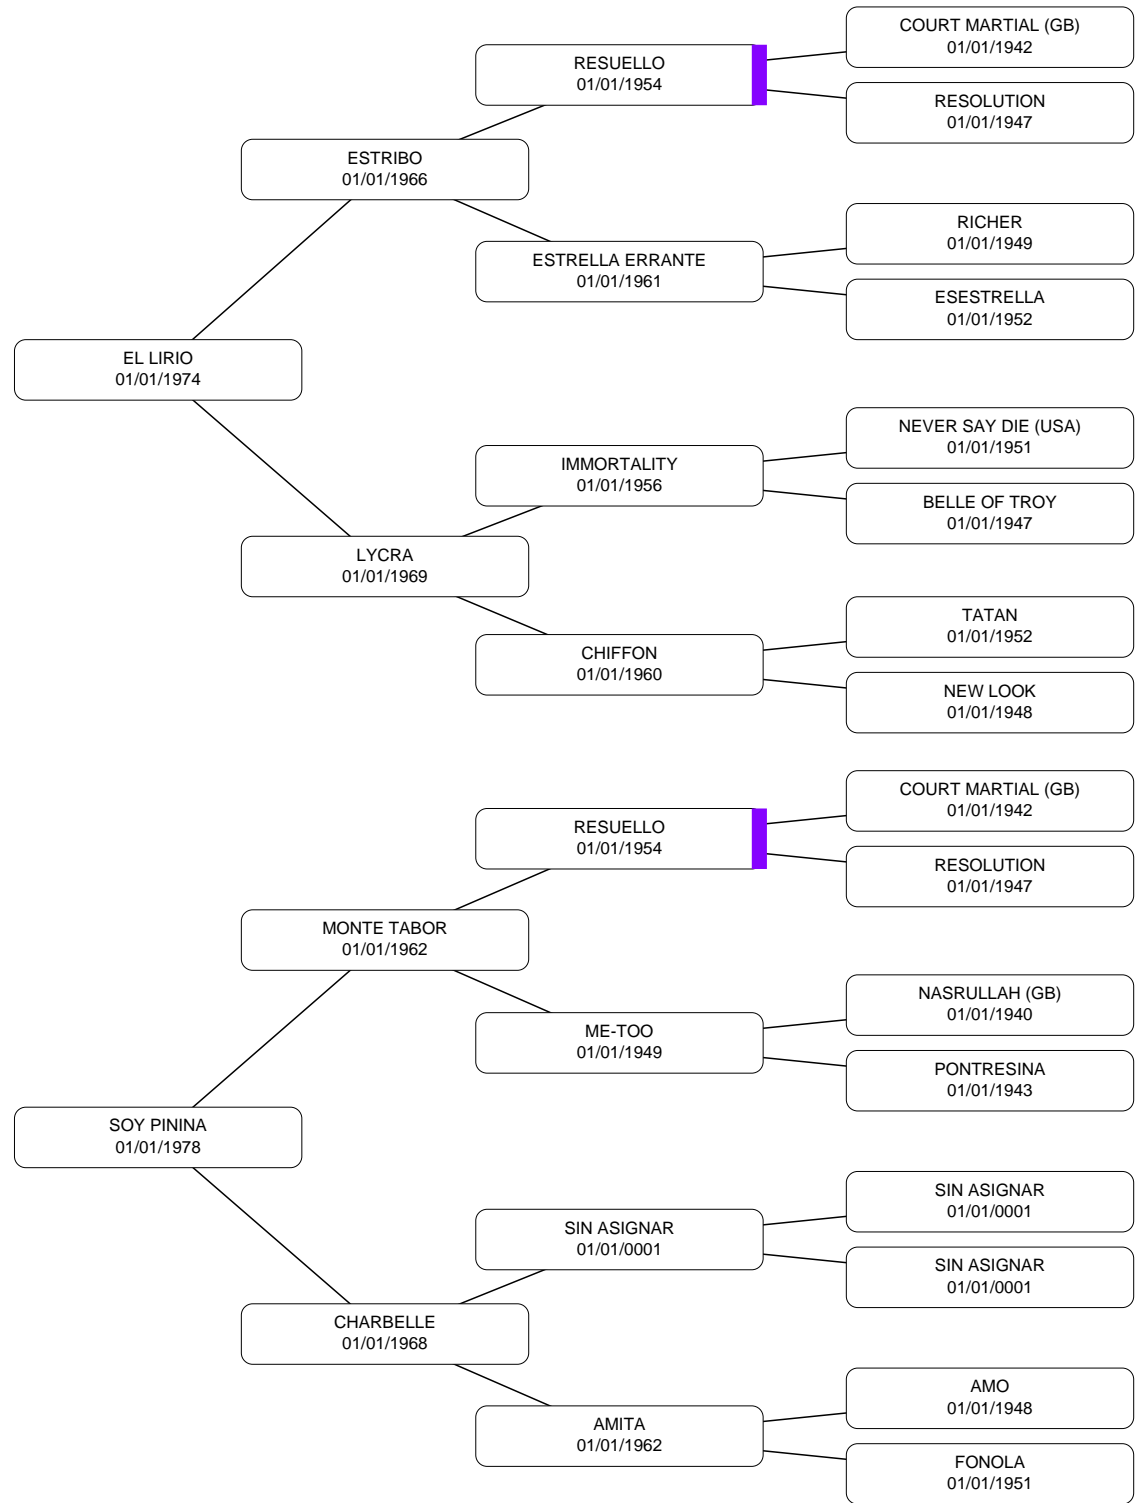 COURT MARTIAL (GB)
01/01/1942
RESUELLO
01/01/1954
RESOLUTION
01/01/1947
ESTRIBO
01/01/1966
RICHER
01/01/1949
ESTRELLA ERRANTE
01/01/1961
ESESTRELLA
01/01/1952
EL LIRIO
01/01/1974
NEVER SAY DIE (USA)
01/01/1951
IMMORTALITY
01/01/1956
BELLE OF TROY
01/01/1947
LYCRA
01/01/1969
TATAN
01/01/1952
CHIFFON
01/01/1960
NEW LOOK
01/01/1948
COURT MARTIAL (GB)
01/01/1942
RESUELLO
01/01/1954
RESOLUTION
01/01/1947
MONTE TABOR
01/01/1962
NASRULLAH (GB)
01/01/1940
ME-TOO
01/01/1949
PONTRESINA
01/01/1943
SOY PININA
01/01/1978
SIN ASIGNAR
01/01/0001
SIN ASIGNAR
01/01/0001
SIN ASIGNAR
01/01/0001
CHARBELLE
01/01/1968
AMO
01/01/1948
AMITA
01/01/1962
FONOLA
01/01/1951